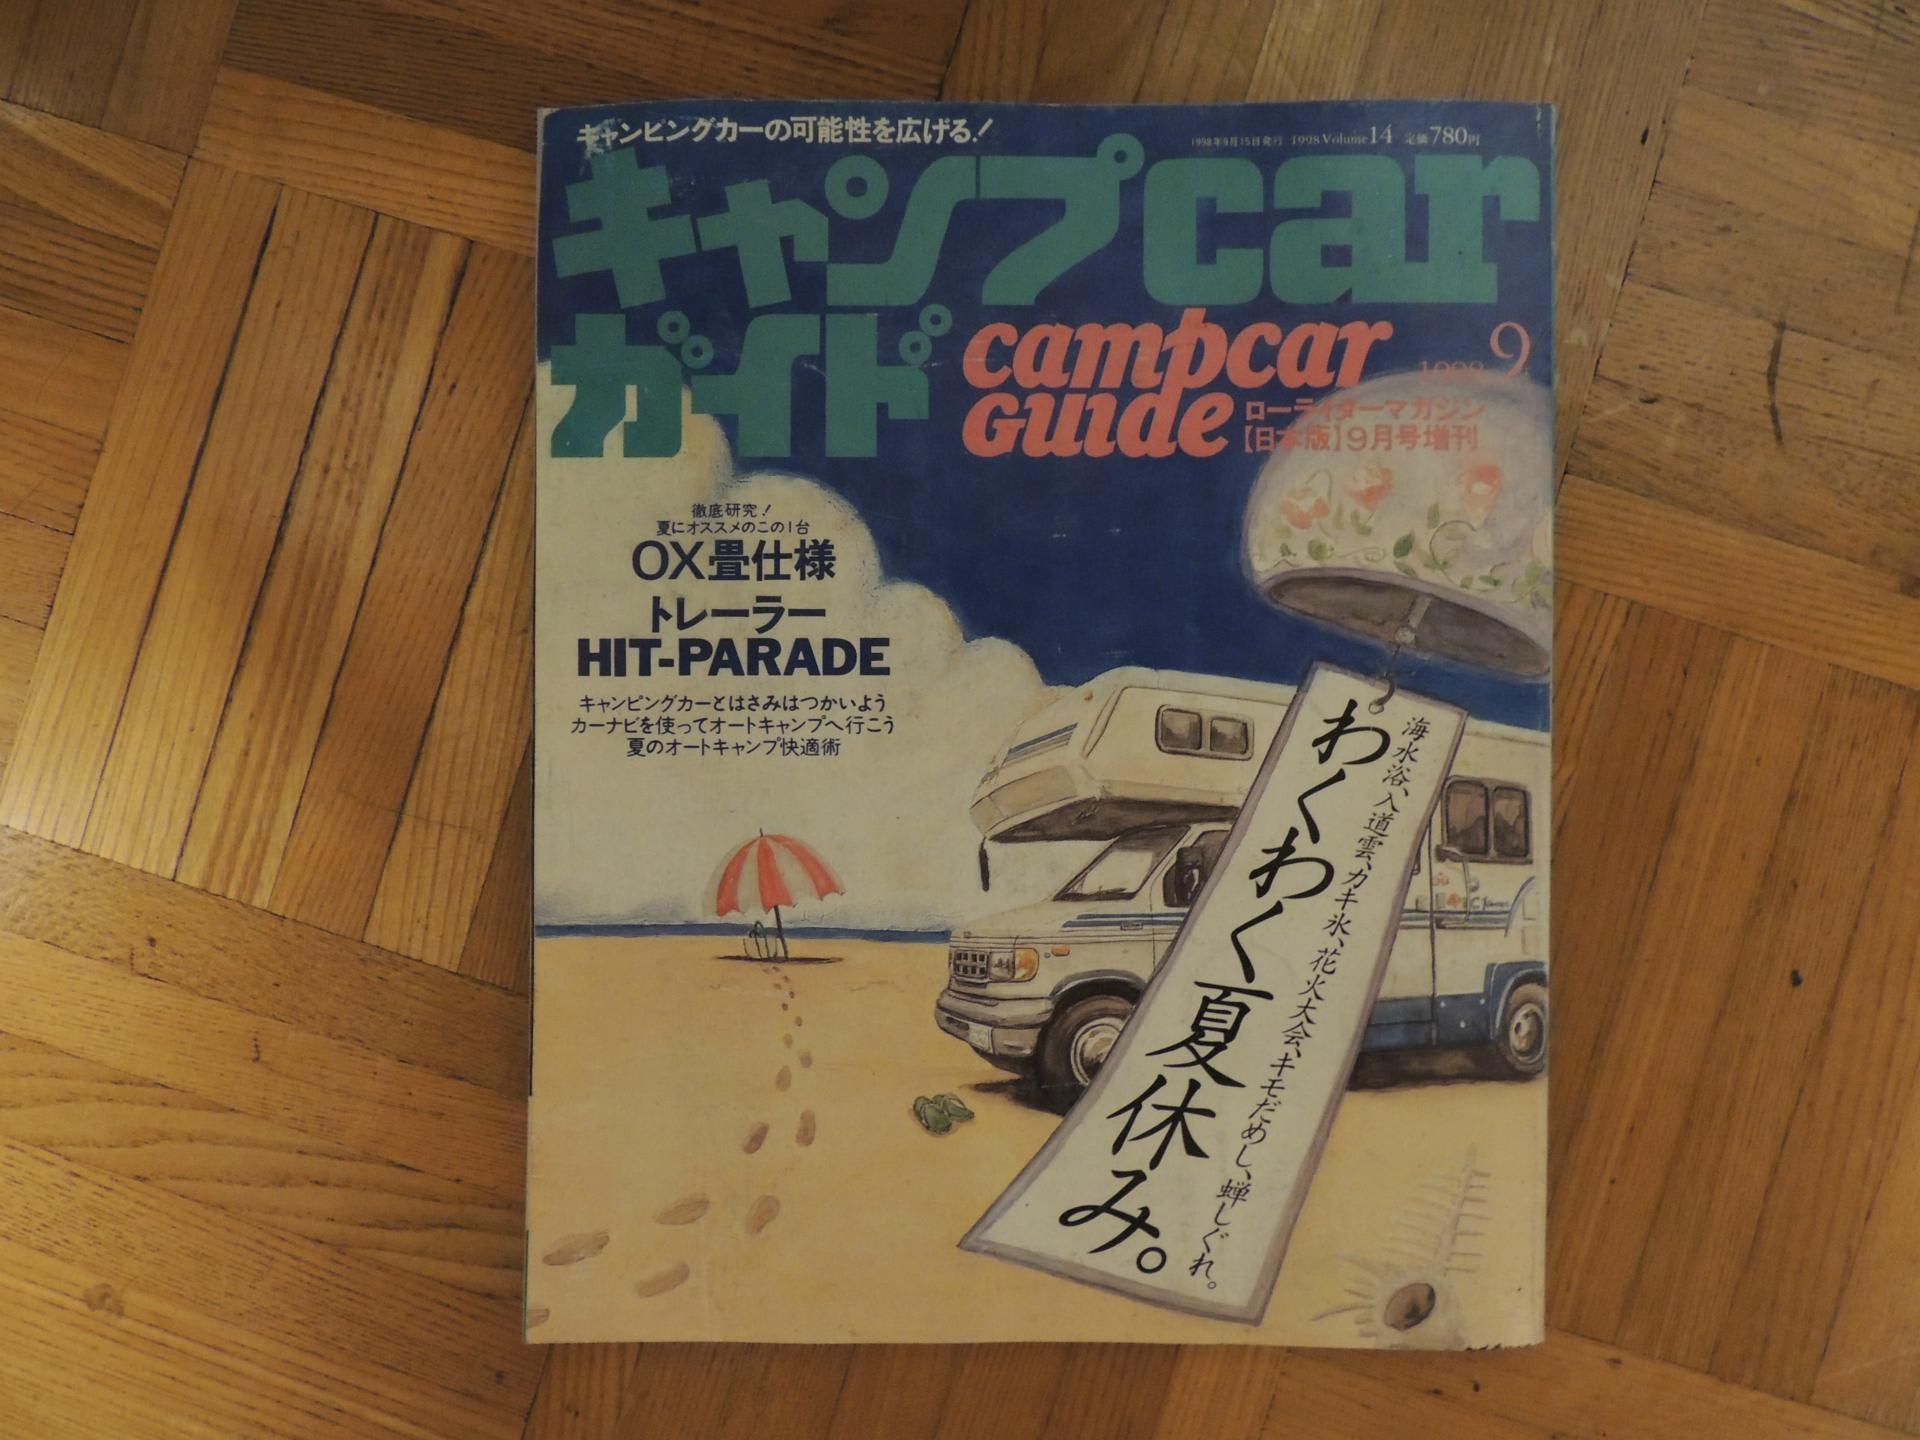 キャンピングカーの可能性を広げる!
1998年9月15日発行 1998 Volume14 定価780円
キャンプcar
ガイド
campcar
GUIDE
1998 9
ローライダーマガジン
【日本版】9月号増刊
徹底研究!
夏にオススメのこの1台
OX畳仕様
トレーラー
HIT-PARADE
キャンピングカーとはさみはつかいよう
カーナビを使ってオートキャンプへ行こう
夏のオートキャンプ快適術
海水浴、入道雲、カキ氷、花火大会、キモだめし、蝉しぐれ。
わくわく夏休み。